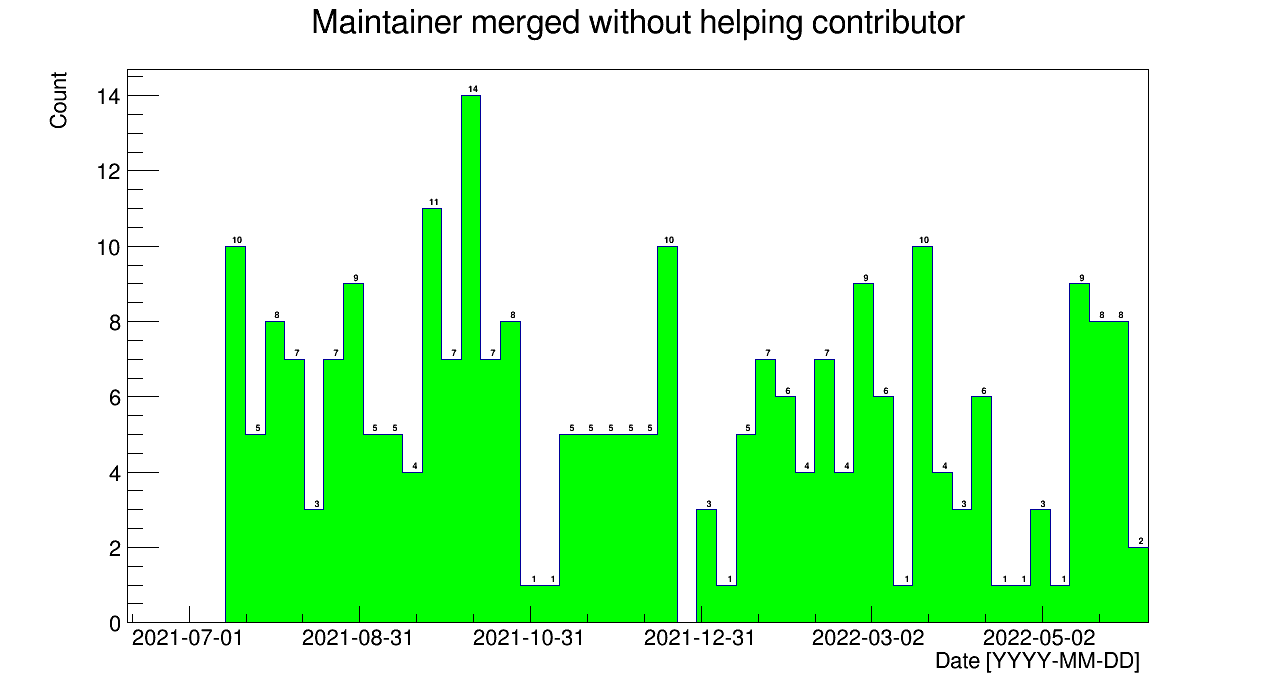 Maintainer merged without helping contributor
Count
14
12
10
8
6
4
2
0
10 5 8 7 3 7 9 5 5 4 11 7 14 7 8 1 1 5 5 5 5 5 10 3 1 5 7 6 4 7 4 9 6 1 10 4 3 6 1 1 3 1 9 8 8 2
2021-07-01 2021-08-31 2021-10-31 2021-12-31 2022-03-02 2022-05-02
Date [YYYY-MM-DD]